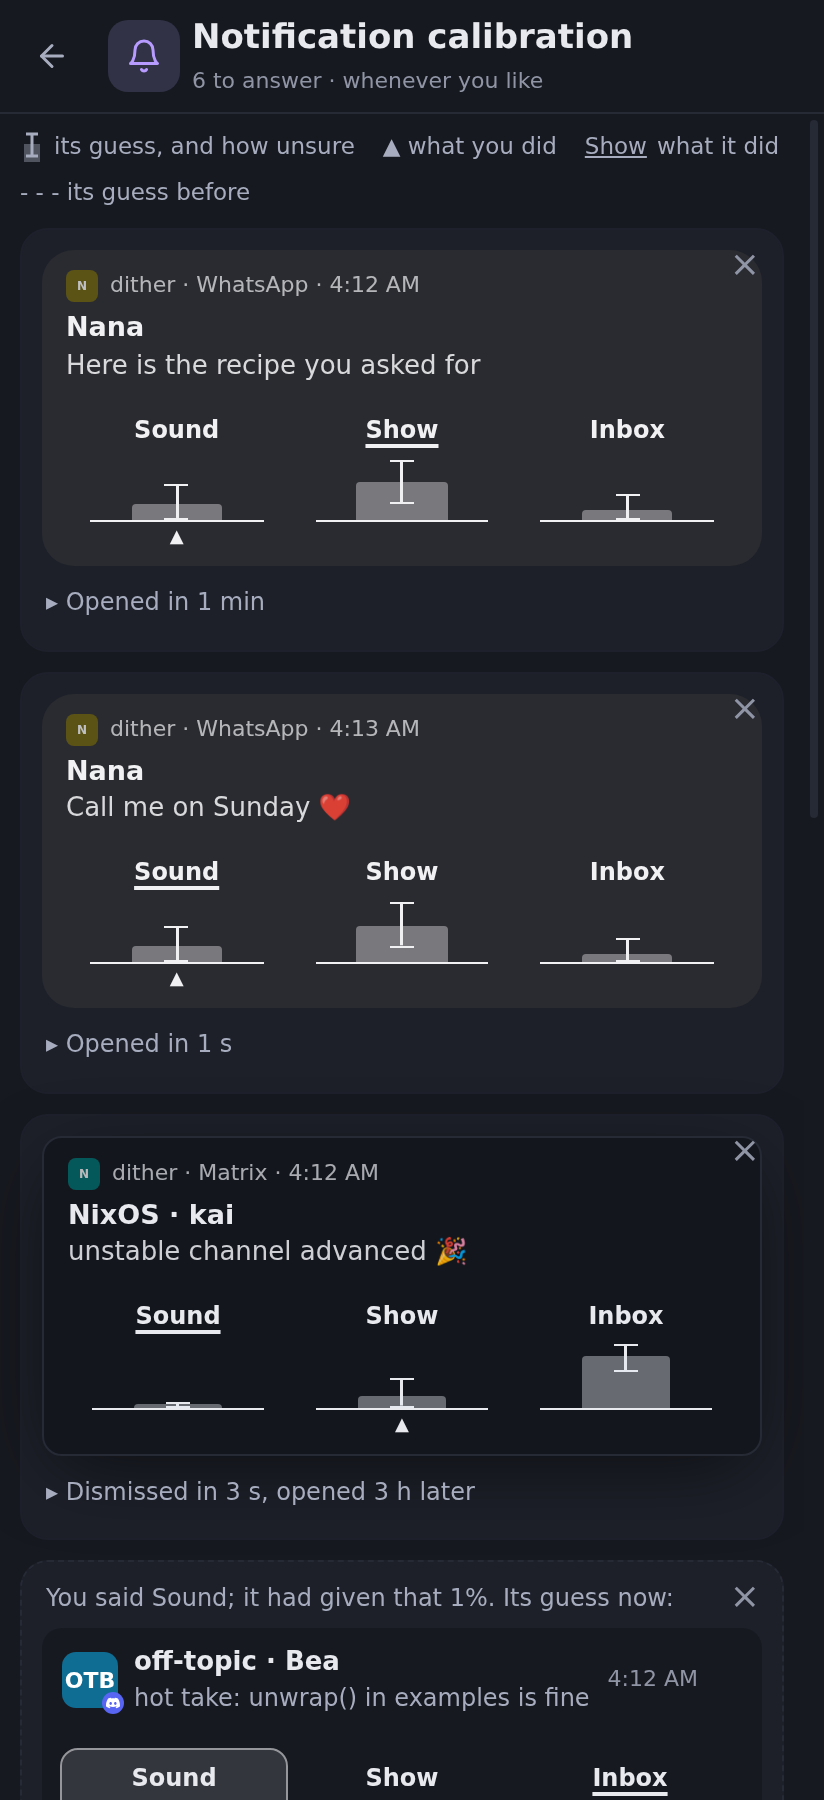 Notification calibration
6 to answer · whenever you like
its guess, and how unsure ▲ what you did Show what it did
- - - its guess before
N dither · WhatsApp · 4:12 AM
Nana
Here is the recipe you asked for
Sound Show Inbox
▲
▸ Opened in 1 min
N dither · WhatsApp · 4:13 AM
Nana
Call me on Sunday ❤️
Sound Show Inbox
▲
▸ Opened in 1 s
N dither · Matrix · 4:12 AM
NixOS · kai
unstable channel advanced 🎉
Sound Show Inbox
▲
▸ Dismissed in 3 s, opened 3 h later
You said Sound; it had given that 1%. Its guess now:
OTB off-topic · Bea 4:12 AM
hot take: unwrap() in examples is fine
Sound Show Inbox